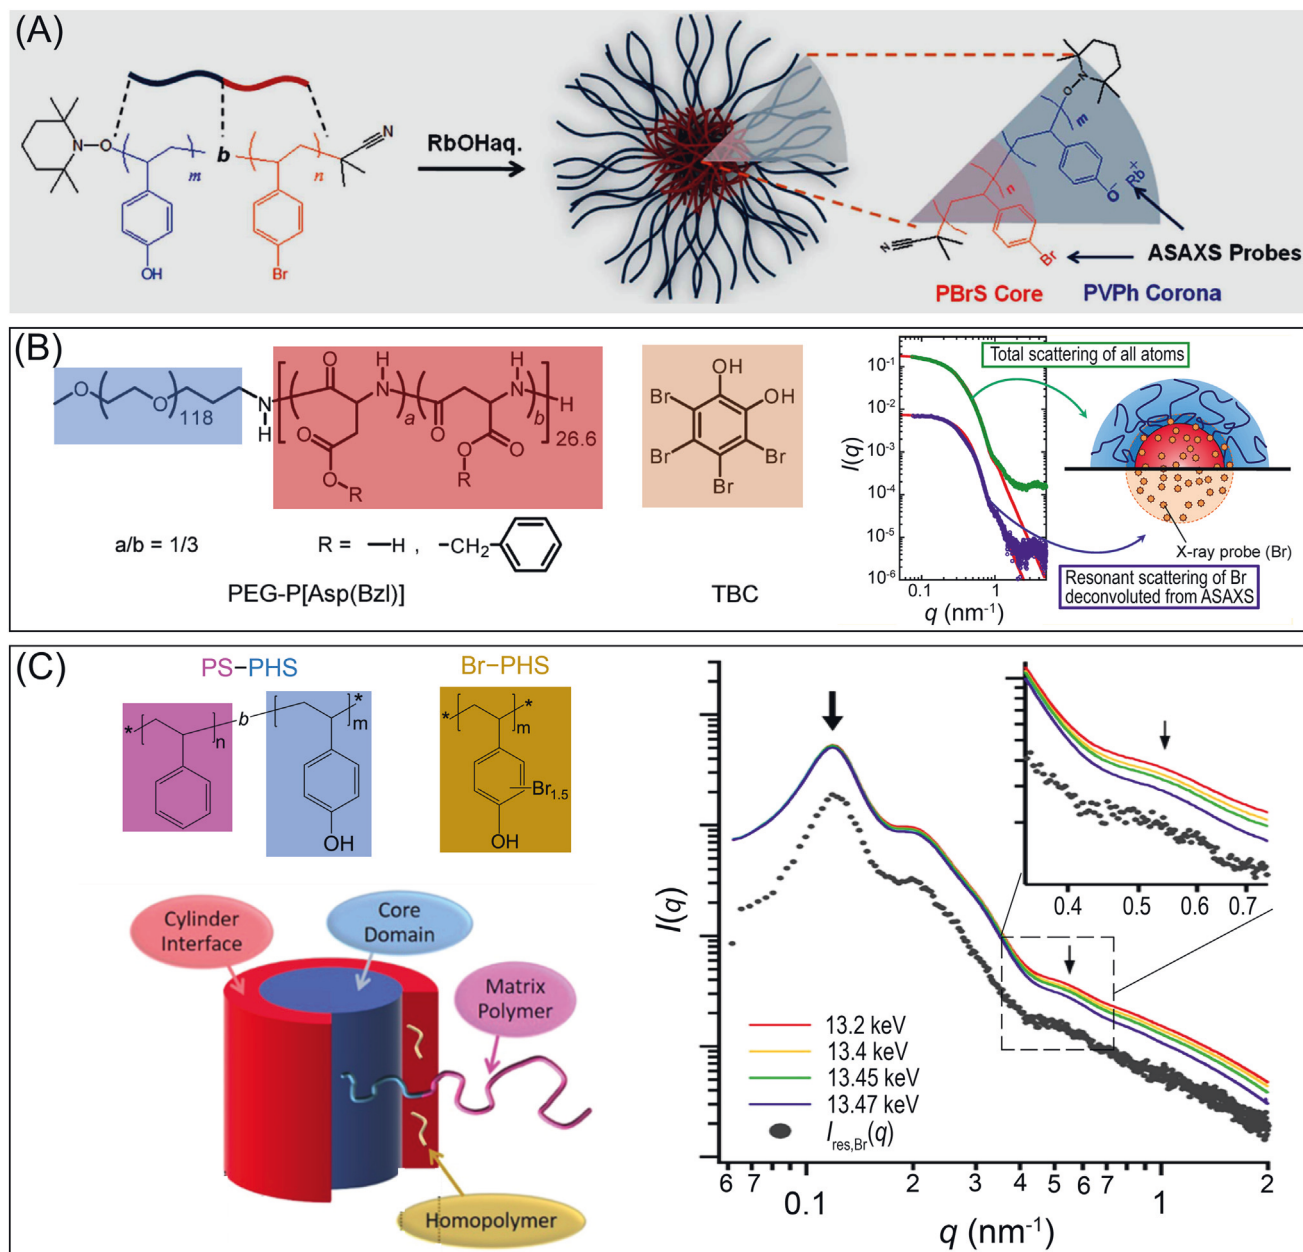 (A)
N
O
m
b
n
N
OH
Br
RbOHaq.
O
N
m
n
O⁻
Rb⁺
N
Br
ASAXS Probes
PBrS Core
PVPh Corona
(B)
O
O
118
N
H
O
H
N
a
O
H
N
b
H
26.6
O
O
R
O
O
R
a/b = 1/3
R = —H , -CH₂
PEG-P[Asp(Bzl)]
OH
OH
Br
Br
Br
Br
TBC
I(q)
10⁻¹
10⁻²
10⁻³
10⁻⁴
10⁻⁵
10⁻⁶
0.1
1
q (nm⁻¹)
Total scattering of all atoms
X-ray probe (Br)
Resonant scattering of Br
deconvoluted from ASAXS
(C)
PS–PHS
Br–PHS
*
n
b
m
*
OH
*
*
m
Br₁.₅
OH
Cylinder
Interface
Core
Domain
Matrix
Polymer
Homopolymer
I(q)
13.2 keV
13.4 keV
13.45 keV
13.47 keV
I_res,Br(q)
6 7 0.1 2 3 4 5 6 7 1 2
q (nm⁻¹)
0.4 0.5 0.6 0.7